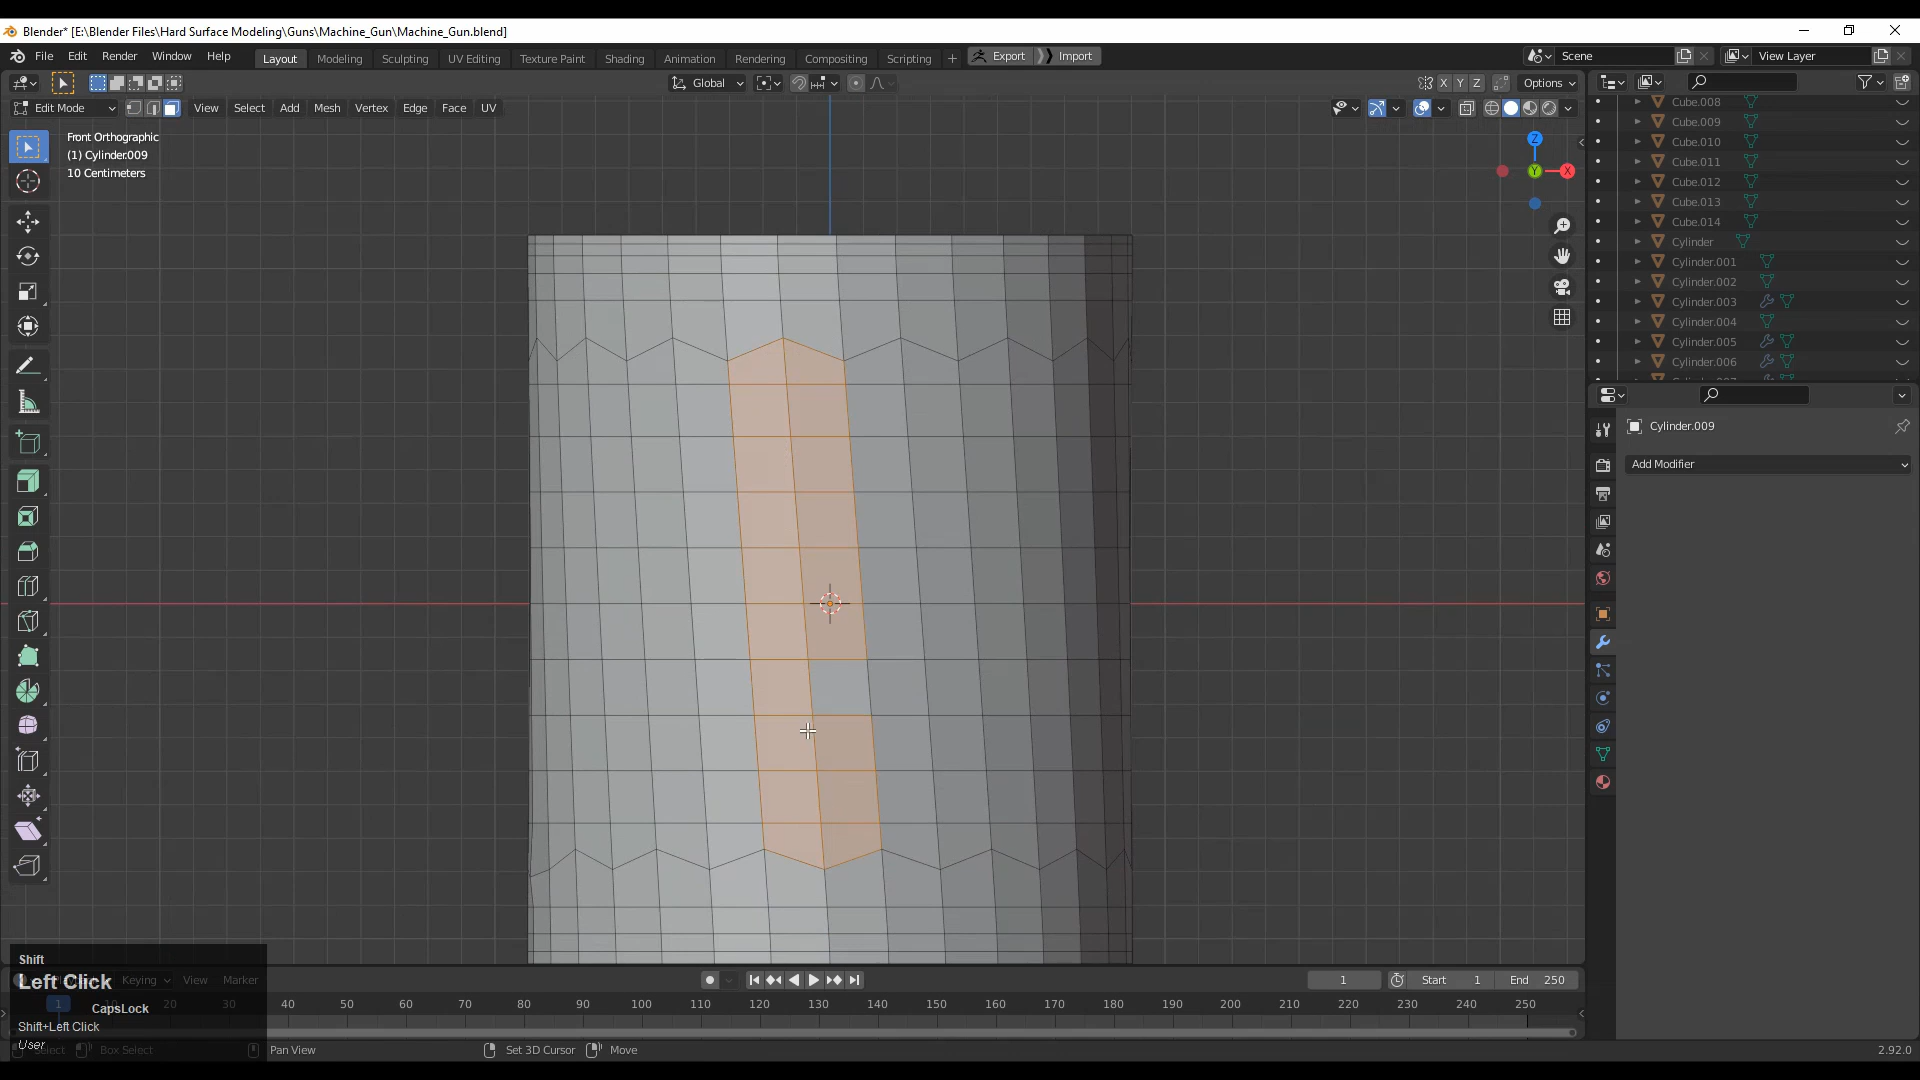 Blender* [E:\Blender Files\Hard Surface Modeling\Guns\Machine_Gun\Machine_Gun.blend]
File Edit Render Window Help Layout Modeling Sculpting UV Editing Texture Paint Shading Animation Rendering Compositing Scripting + Export Import Scene View Layer
Global X Y Z Options
Edit Mode View Select Add Mesh Vertex Edge Face UV
Front Orthographic
(1) Cylinder.009
10 Centimeters
Z
Y
X
Cube.008
Cube.009
Cube.010
Cube.011
Cube.012
Cube.013
Cube.014
Cylinder
Cylinder.001
Cylinder.002
Cylinder.003
Cylinder.004
Cylinder.005
Cylinder.006
Cylinder.009
Add Modifier
Shift
Left Click
CapsLock
Shift+Left Click
User
Keying View Marker
1 Start 1 End 250
1 10 20 30 40 50 60 70 80 90 100 110 120 130 140 150 160 170 180 190 200 210 220 230 240 250
Select Box Select Pan View Set 3D Cursor Move 2.92.0